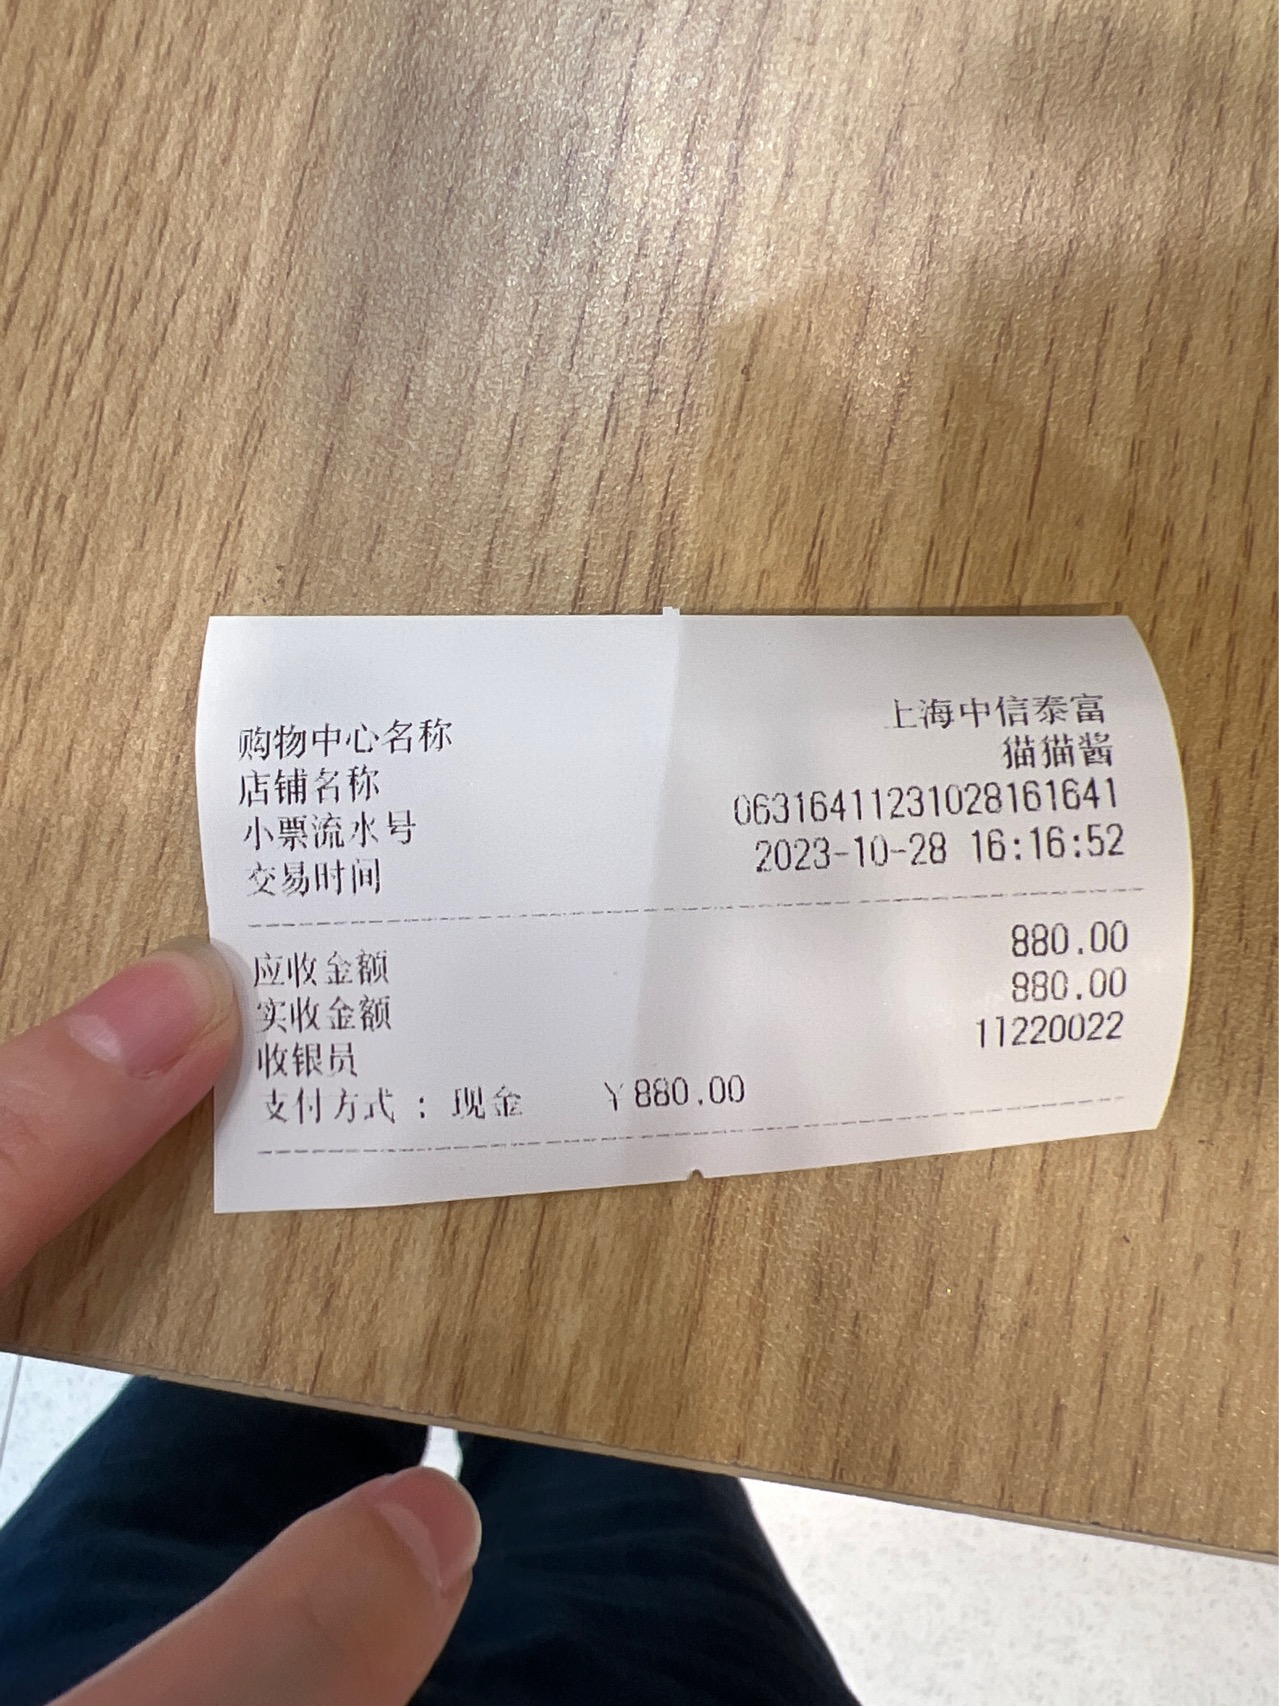 购物中心名称 上海中信泰富
店铺名称 猫猫酱
小票流水号 06316411231028161641
交易时间 2023-10-28 16:16:52
应收金额 880.00
实收金额 880.00
收银员 11220022
支付方式 : 现金 ¥880.00